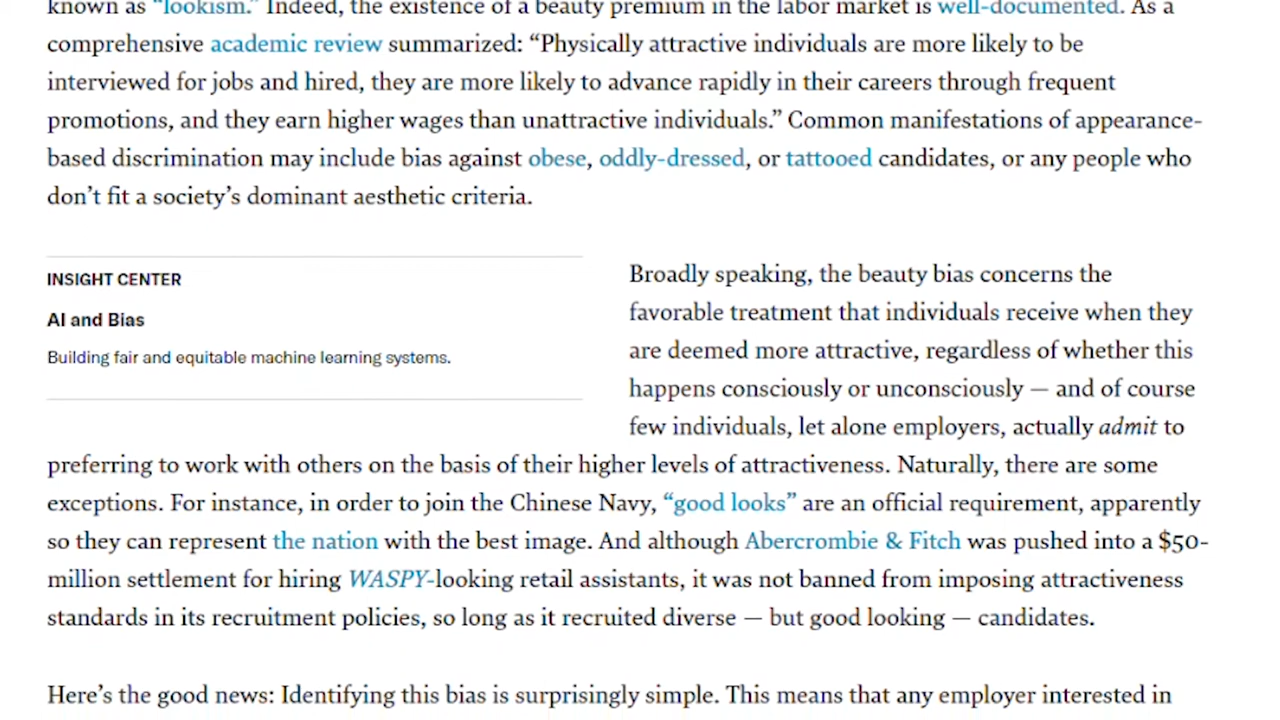 known as “lookism.” Indeed, the existence of a beauty premium in the labor market is well-documented. As a
comprehensive academic review summarized: “Physically attractive individuals are more likely to be
interviewed for jobs and hired, they are more likely to advance rapidly in their careers through frequent
promotions, and they earn higher wages than unattractive individuals.” Common manifestations of appearance-
based discrimination may include bias against obese, oddly-dressed, or tattooed candidates, or any people who
don’t fit a society’s dominant aesthetic criteria.
INSIGHT CENTER
AI and Bias
Building fair and equitable machine learning systems.
Broadly speaking, the beauty bias concerns the
favorable treatment that individuals receive when they
are deemed more attractive, regardless of whether this
happens consciously or unconsciously — and of course
few individuals, let alone employers, actually admit to
preferring to work with others on the basis of their higher levels of attractiveness. Naturally, there are some
exceptions. For instance, in order to join the Chinese Navy, “good looks” are an official requirement, apparently
so they can represent the nation with the best image. And although Abercrombie & Fitch was pushed into a $50-
million settlement for hiring WASPY-looking retail assistants, it was not banned from imposing attractiveness
standards in its recruitment policies, so long as it recruited diverse — but good looking — candidates.
Here’s the good news: Identifying this bias is surprisingly simple. This means that any employer interested in